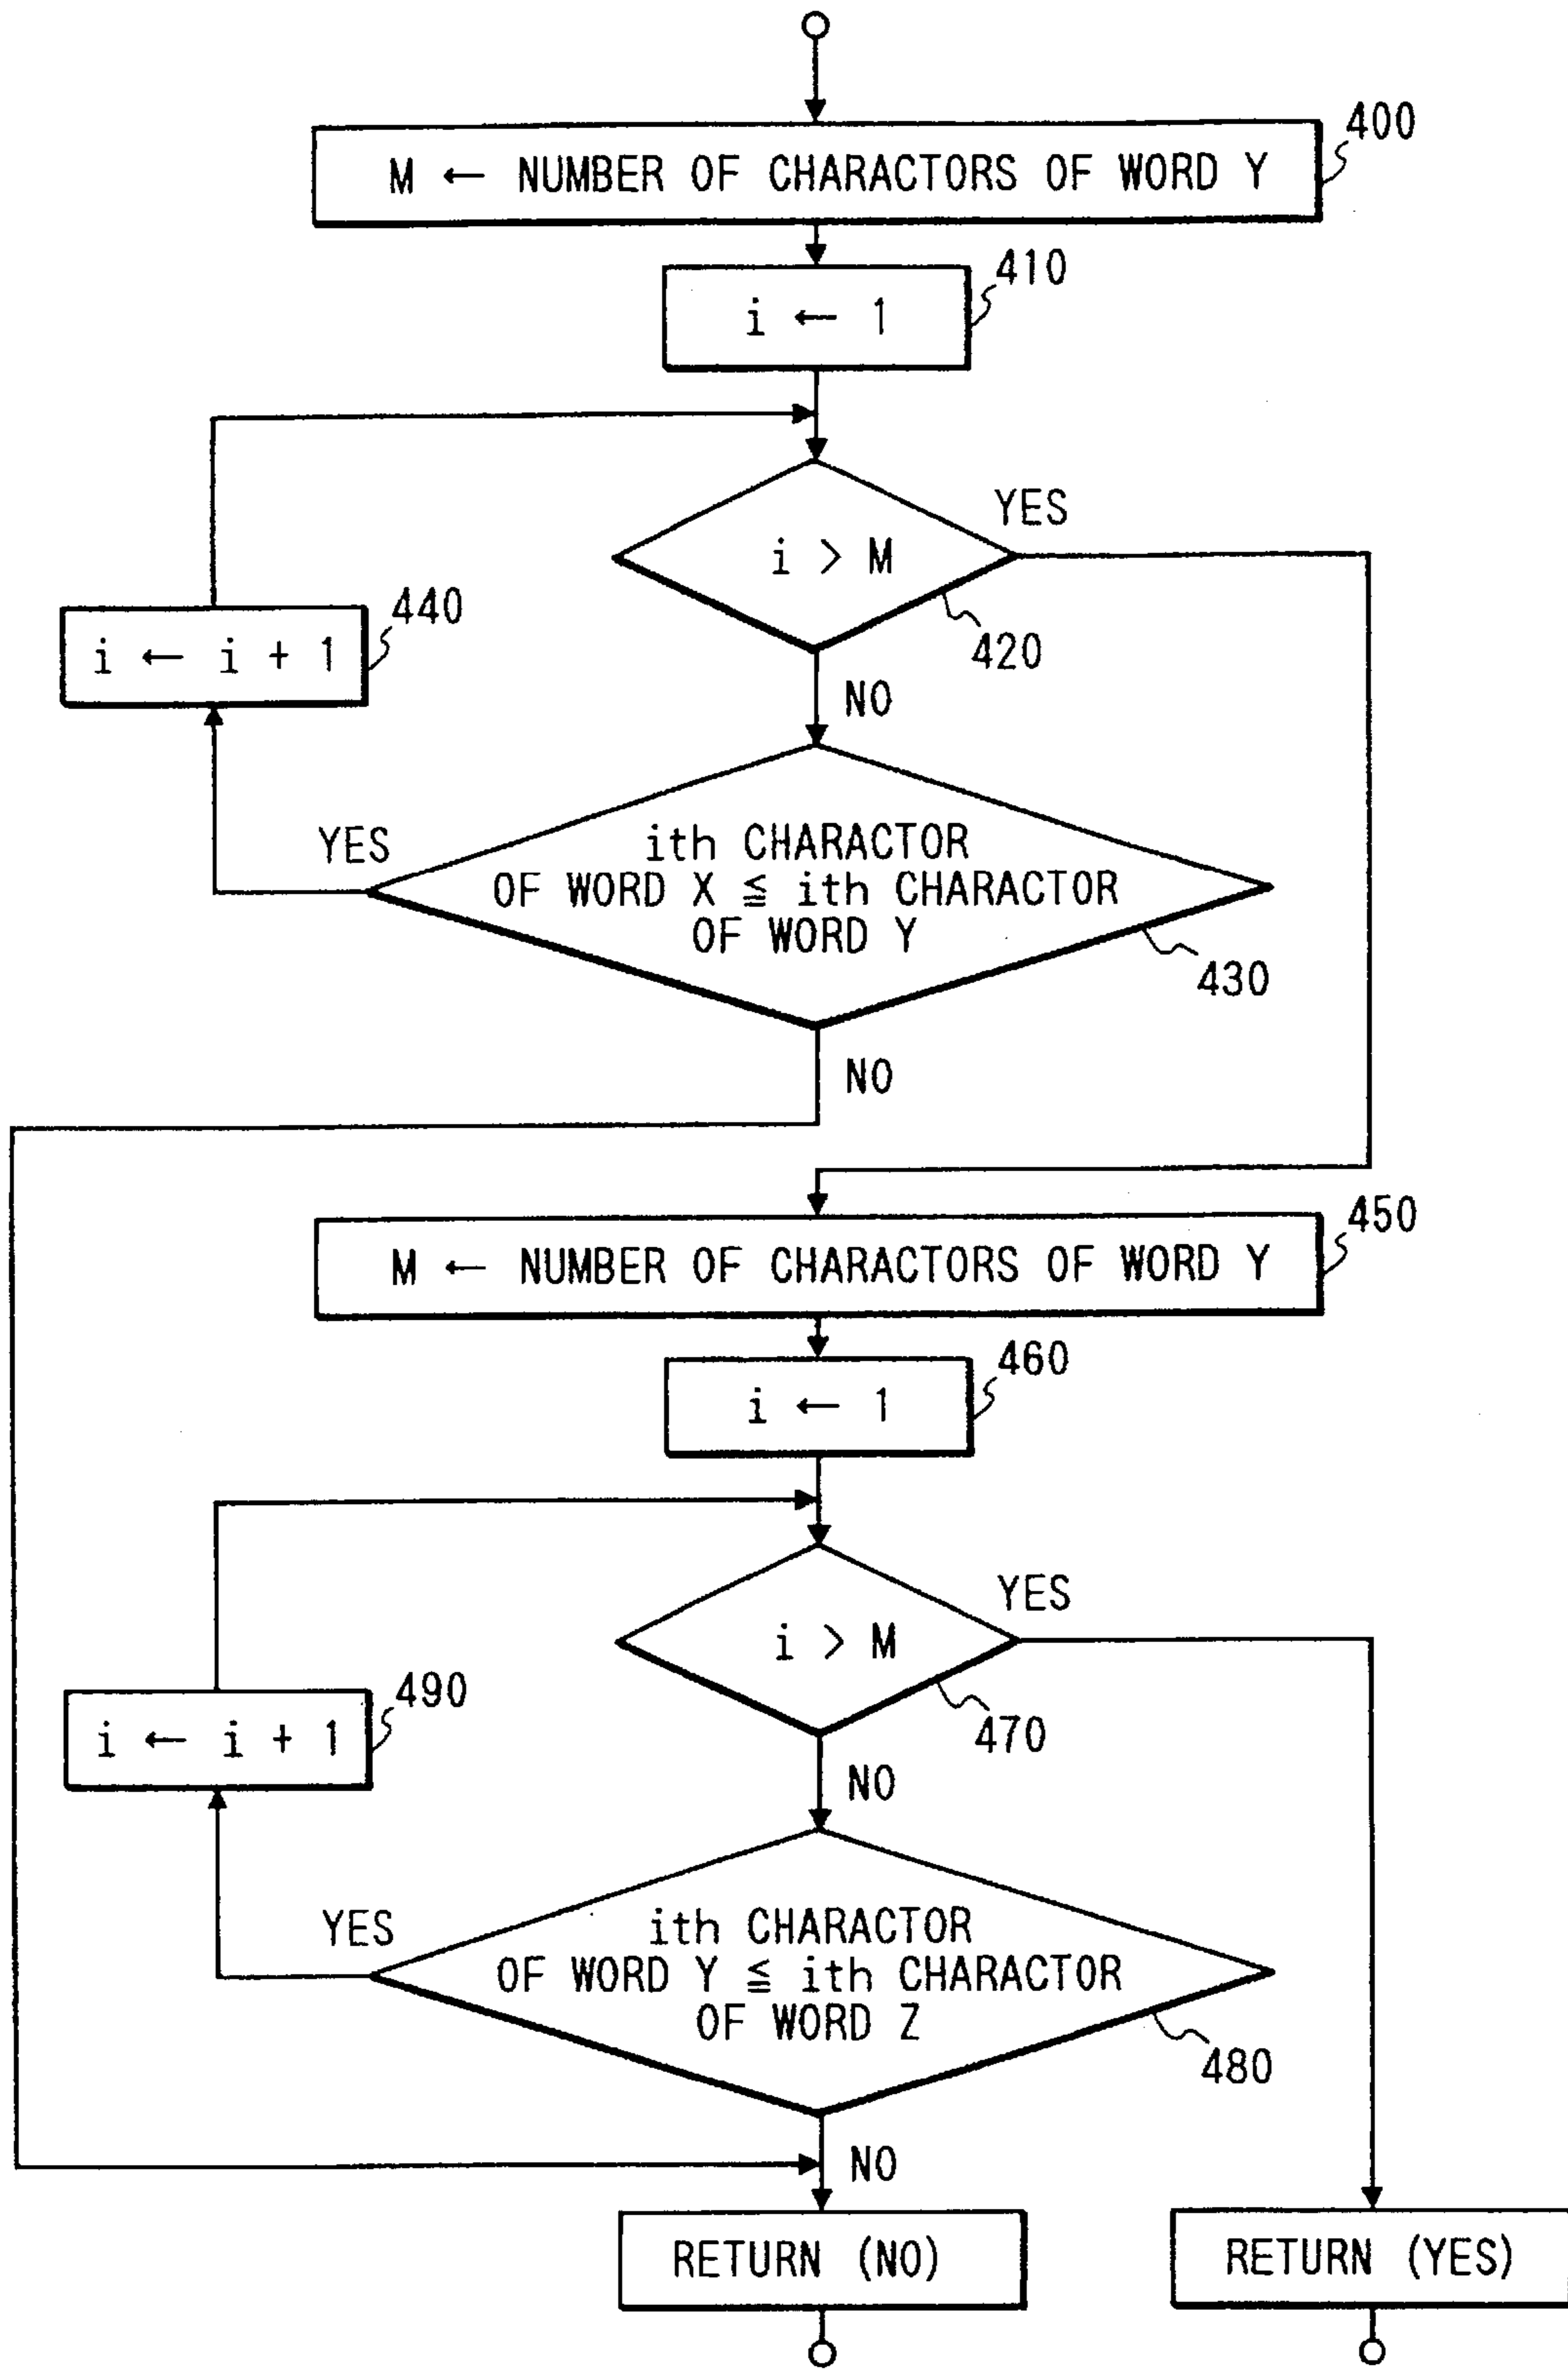 400
M ← NUMBER OF CHARACTORS OF WORD Y
410
i ← 1
YES
i > M
420
440
i ← i + 1
NO
YES
ith CHARACTOR
OF WORD X ≦ ith CHARACTOR
OF WORD Y
430
NO
450
M ← NUMBER OF CHARACTORS OF WORD Y
460
i ← 1
YES
i > M
470
490
i ← i + 1
NO
YES
ith CHARACTOR
OF WORD Y ≦ ith CHARACTOR
OF WORD Z
480
NO
RETURN (NO)
RETURN (YES)